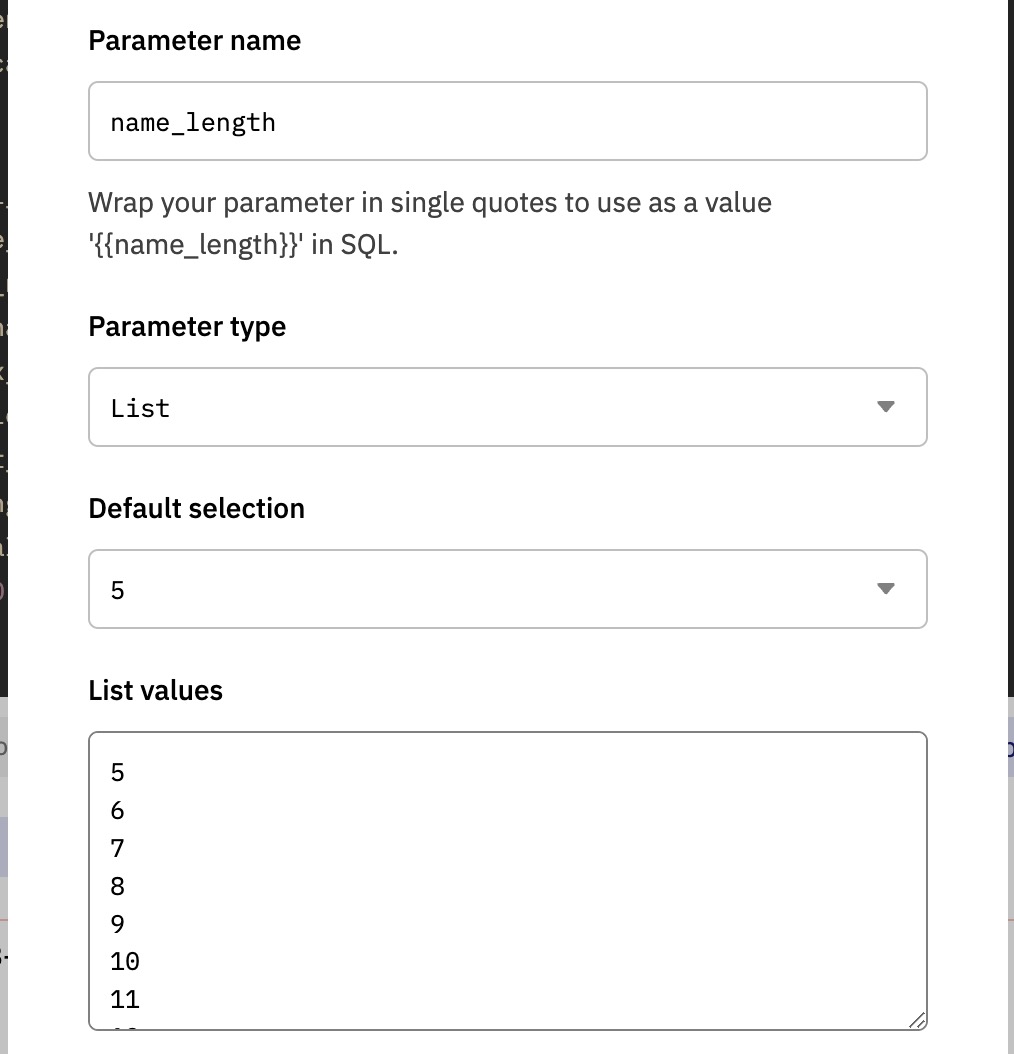 Parameter name
name_length
Wrap your parameter in single quotes to use as a value
'{{name_length}}' in SQL.
Parameter type
List
Default selection
5
List values
5
6
7
8
9
10
11